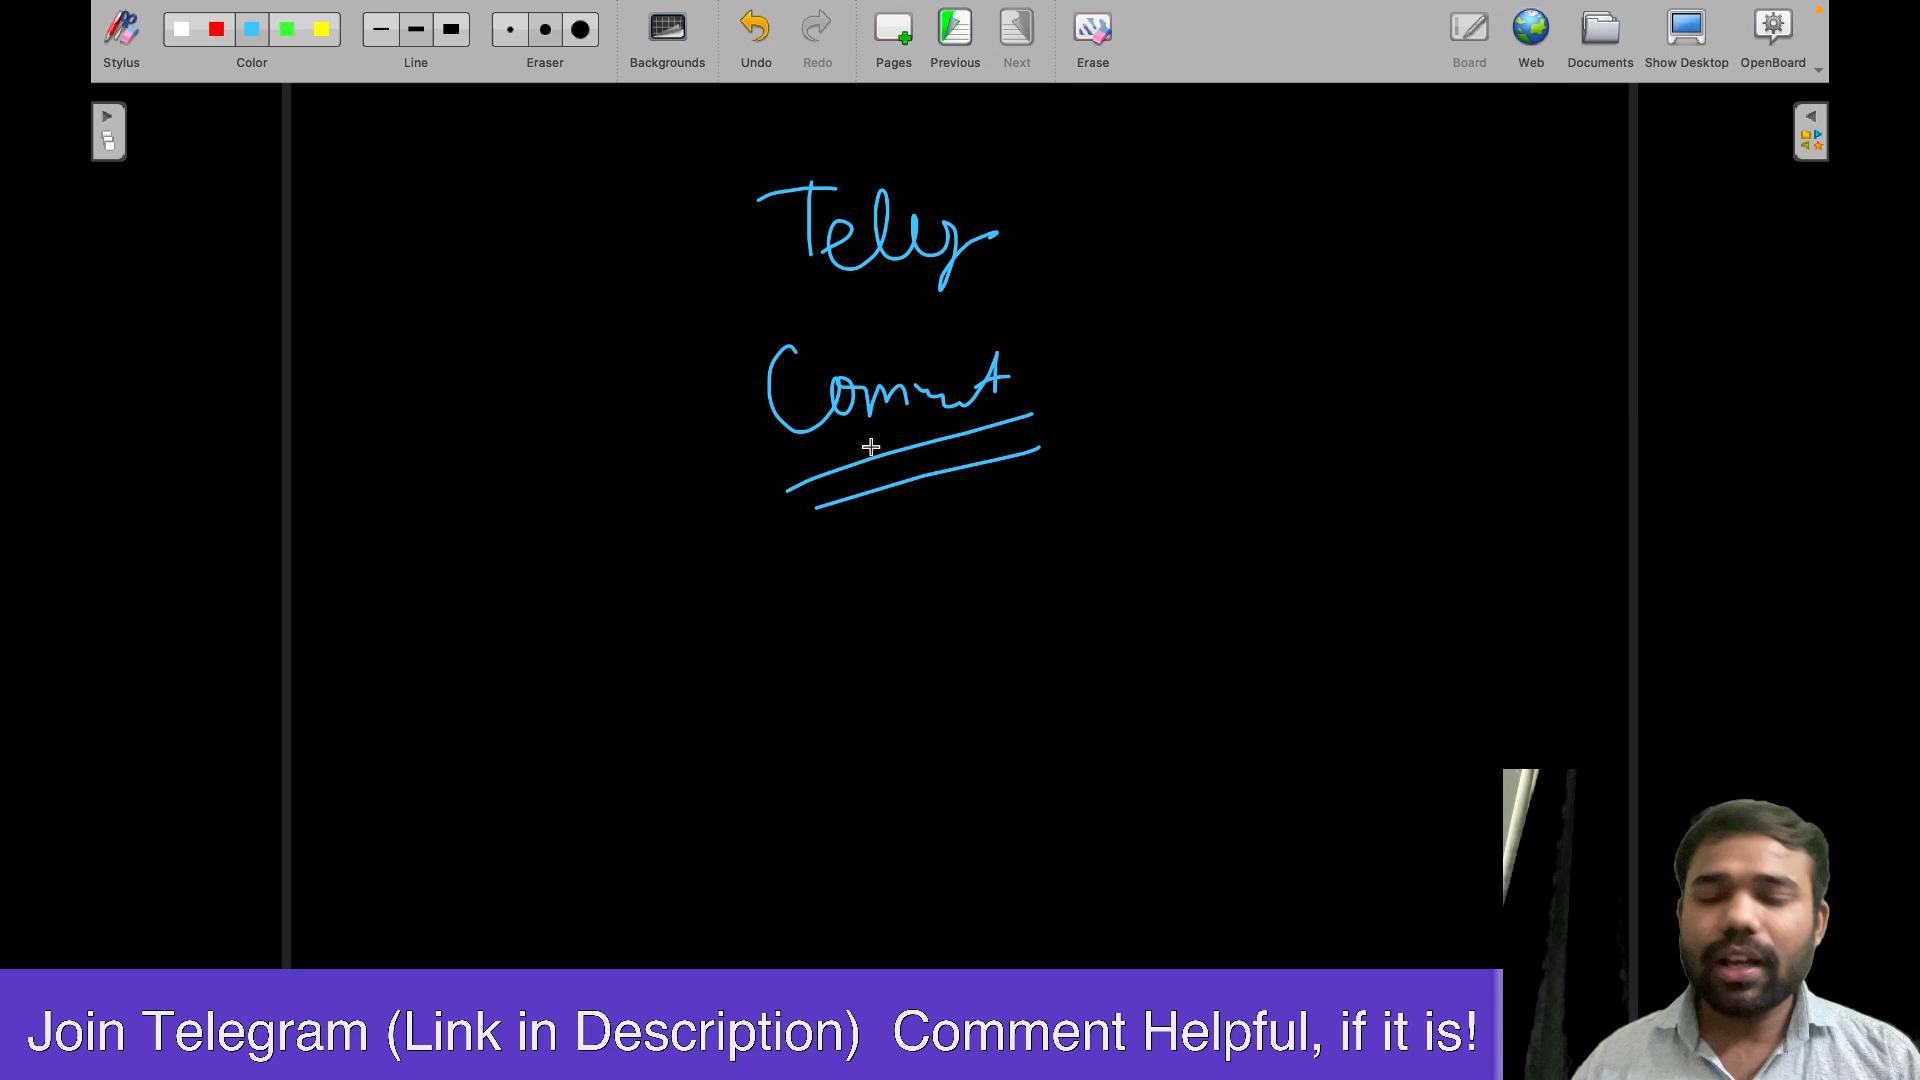 Stylus
Color
Line
Eraser
Backgrounds
Undo
Redo
Pages
Previous
Next
Erase
Board
Web
Documents
Show Desktop
OpenBoard
Teleg
Comment
Join Telegram (Link in Description) Comment Helpful, if it is!